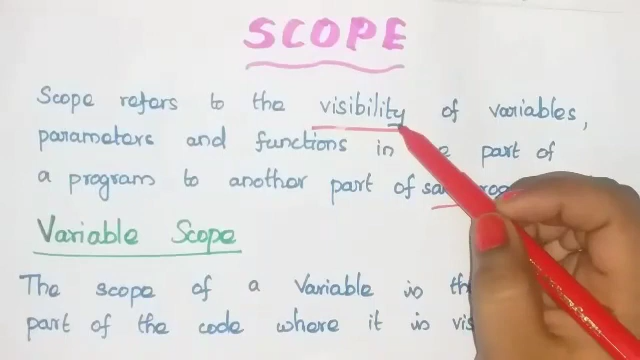 SCOPE
Scope refers to the visibility of variables,
parameters and functions in part of
a program to another part of
Variable Scope
The scope of a variable is
part of the code where it is